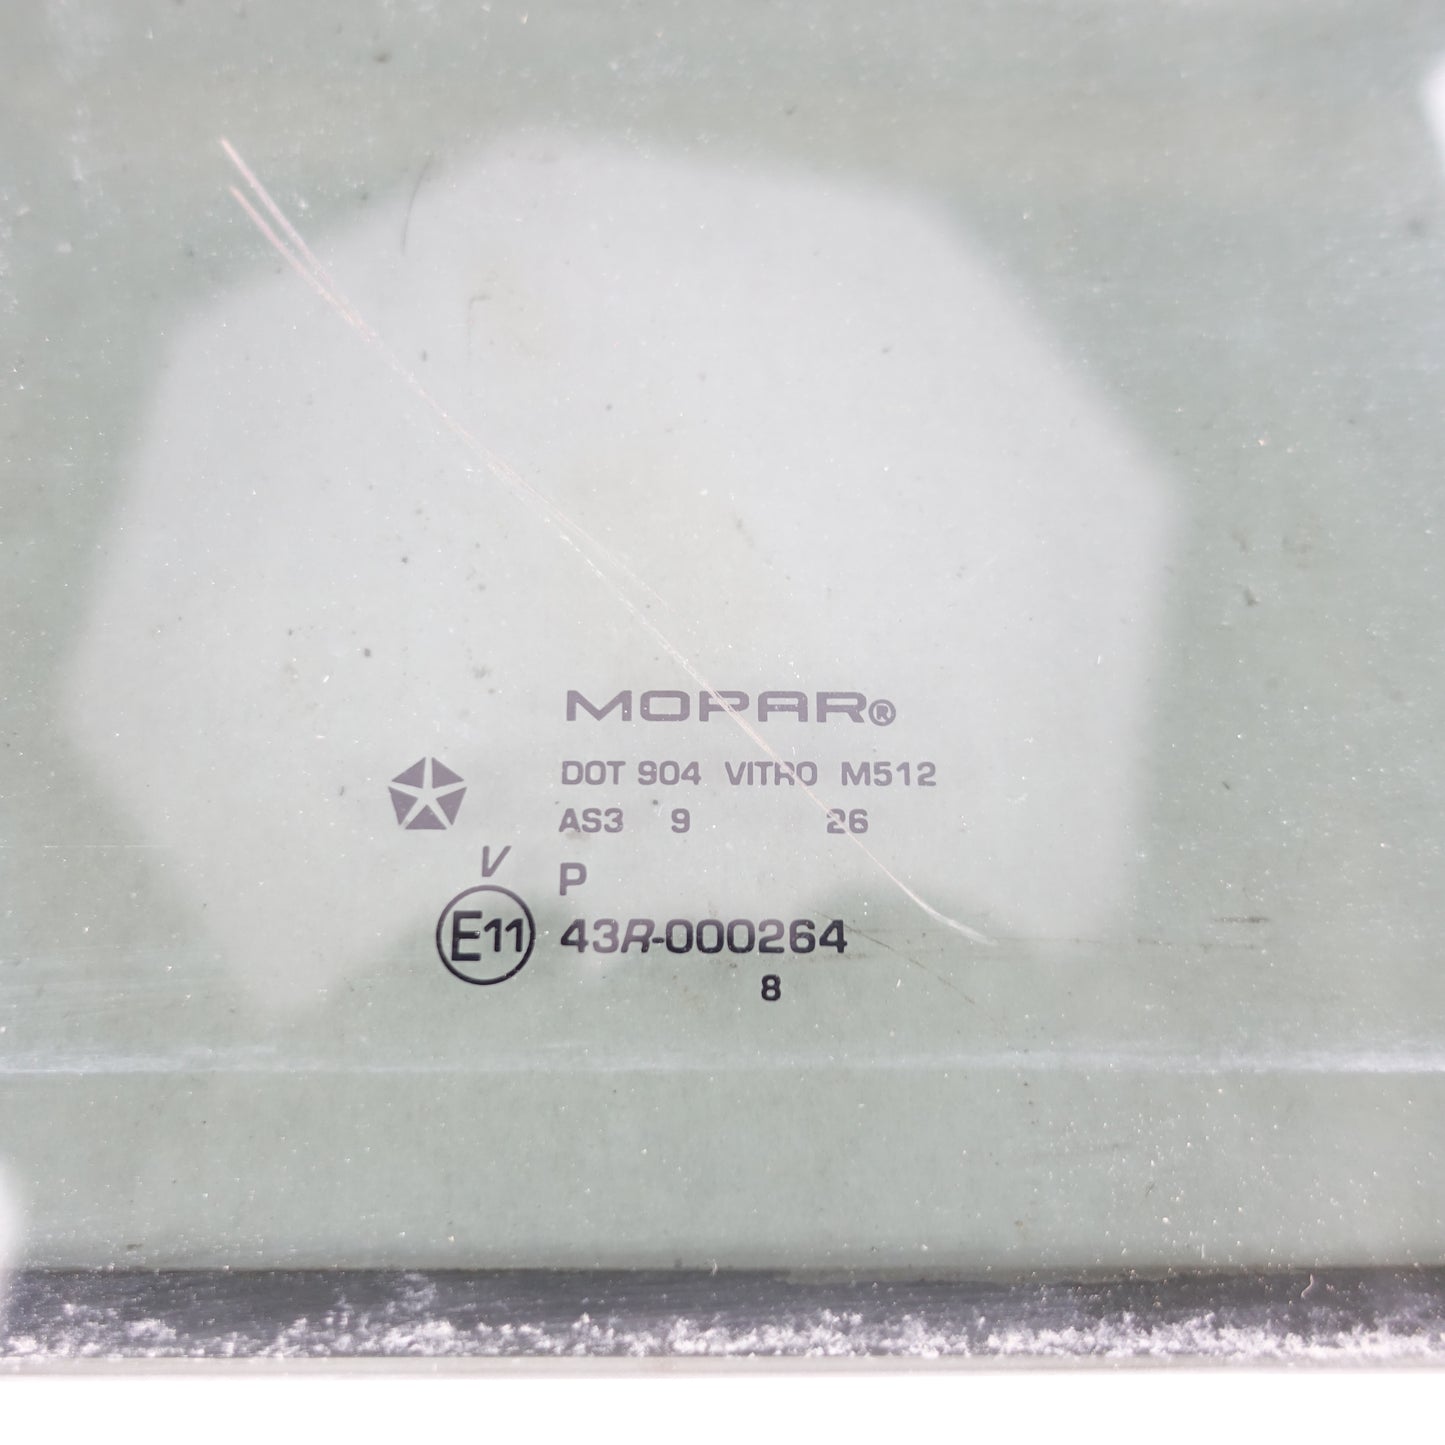 MOPAR®
DOT 904 VITRO M512
AS3 9 26
V P
E11 43R-000264
8